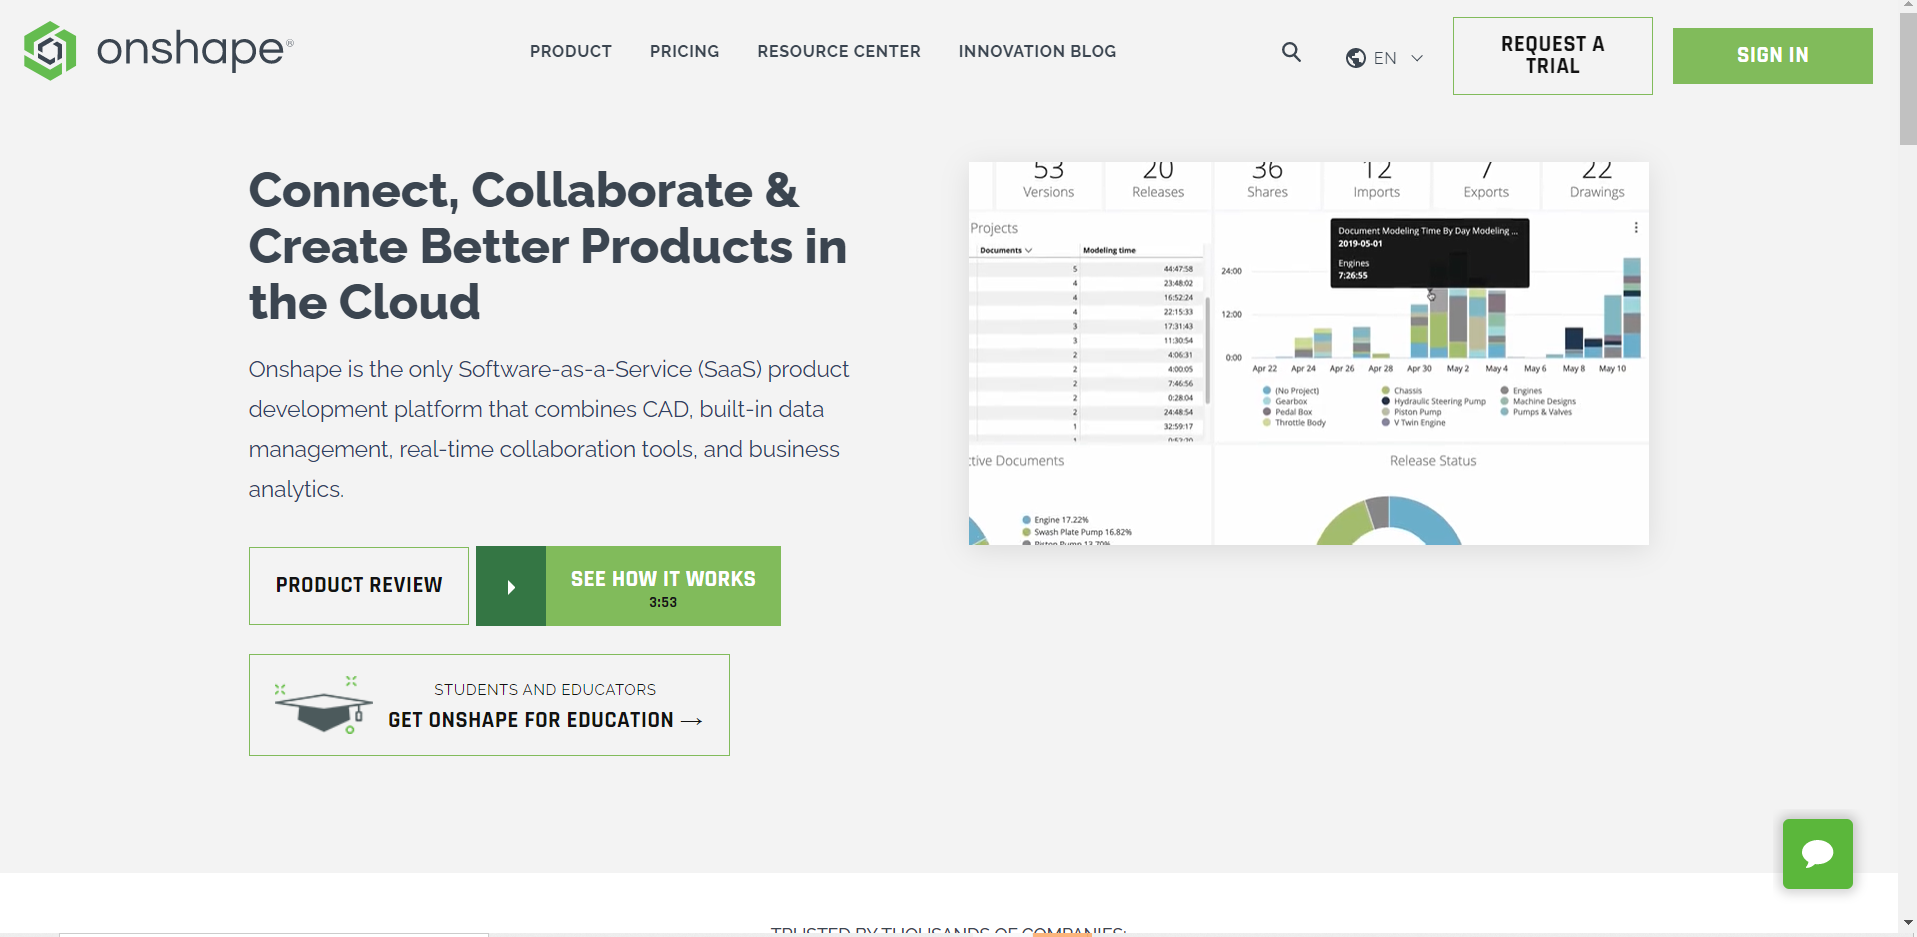 onshape®
PRODUCT
PRICING
RESOURCE CENTER
INNOVATION BLOG
EN
REQUEST A
TRIAL
SIGN IN
Connect, Collaborate &
Create Better Products in
the Cloud
Onshape is the only Software-as-a-Service (SaaS) product
development platform that combines CAD, built-in data
management, real-time collaboration tools, and business
analytics.
PRODUCT REVIEW
SEE HOW IT WORKS
3:53
STUDENTS AND EDUCATORS
GET ONSHAPE FOR EDUCATION →
53 20 36 12 7 22
Versions Releases Shares Imports Exports Drawings
Projects
Documents Modeling time
5 44:47:58
4 23:48:02
4 16:52:24
4 22:15:33
3 17:31:43
3 11:30:54
2 4:06:31
2 4:00:05
2 7:46:56
2 0:28:04
2 24:48:54
1 32:59:17
1 0:52:20
Document Modeling Time By Day Modeling ...
2019-05-01
Engines
7:26:55
24:00
12:00
0:00
Apr 22 Apr 24 Apr 26 Apr 28 Apr 30 May 2 May 4 May 6 May 8 May 10
(No Project) Chassis Engines
Gearbox Hydraulic Steering Pump Machine Designs
Pedal Box Piston Pump Pumps & Valves
Throttle Body V Twin Engine
ctive Documents
Engine 17.22%
Swash Plate Pump 16.82%
Piston Pump 13.70%
Release Status
TRUSTED BY THOUSANDS OF COMPANIES: